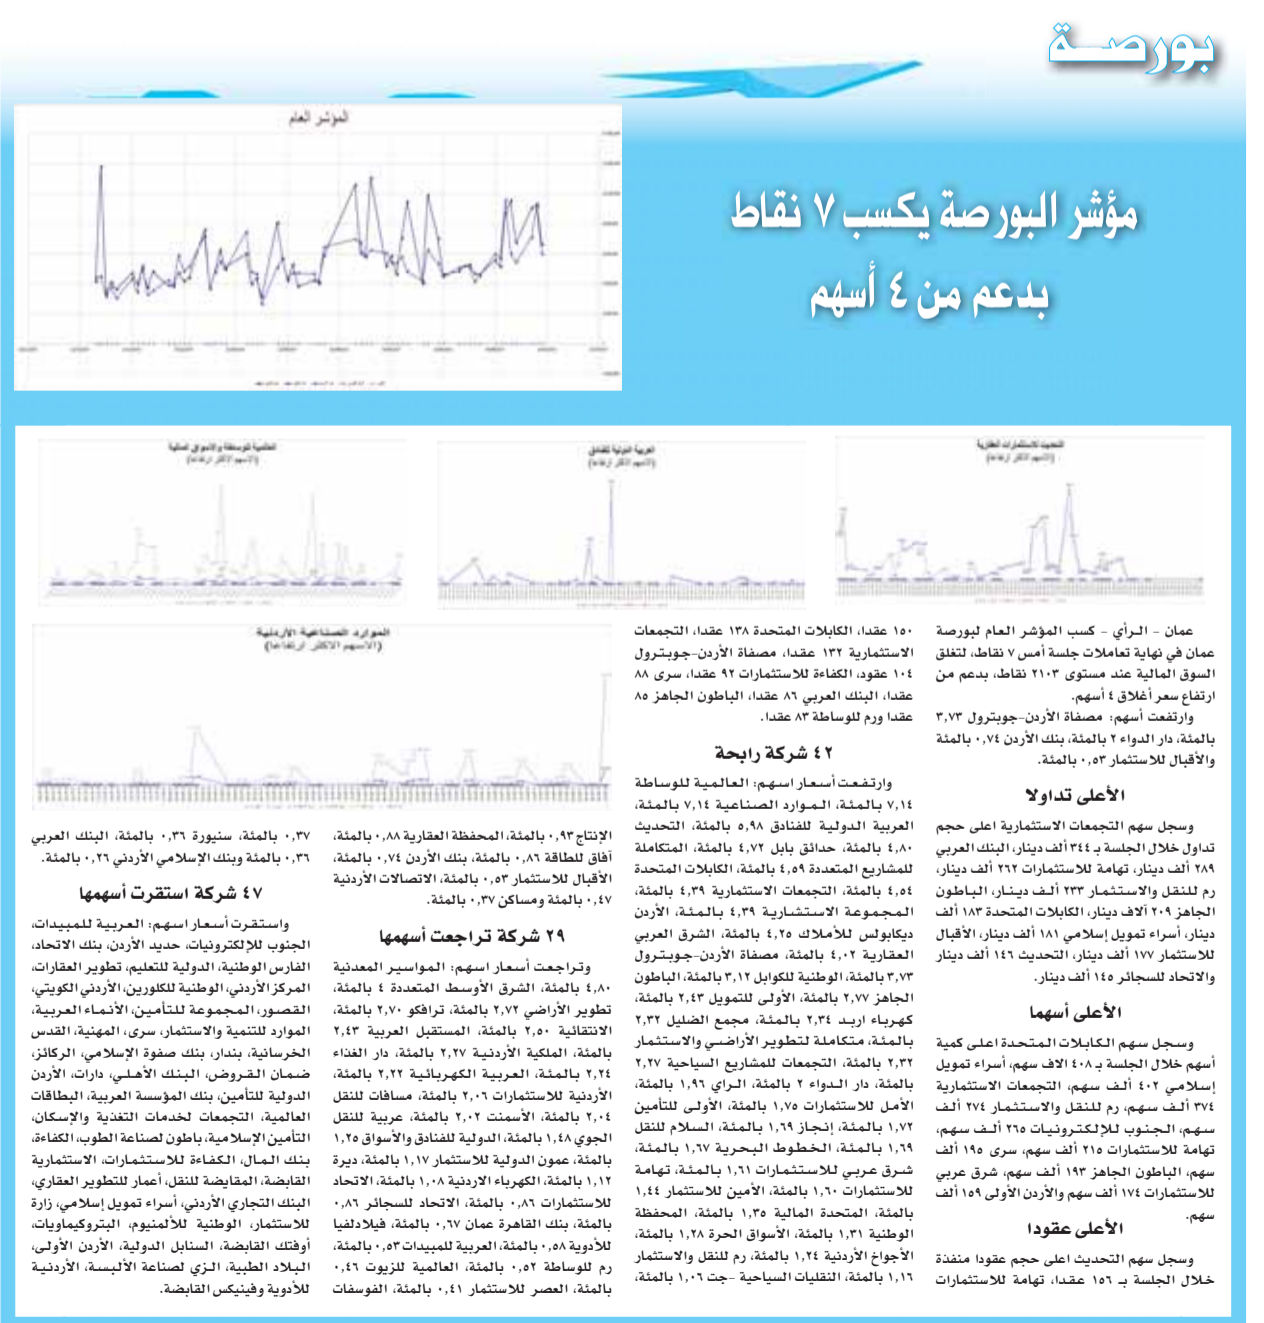 بورصــة
مؤشر البورصة يكسب ٧ نقاط
بدعم من ٤ أسهم
المؤشر العام
التحديث للاستثمارات العقارية
(الاسهم الاكثر ارتفاعا)
العربية الدولية للفنادق
(الاسهم الاكثر ارتفاعا)
العالمية للوساطة والاسواق المالية
(الاسهم الاكثر ارتفاعا)
الموارد الصناعية الأردنية
(الاسهم الاكثر ارتفاعا)
عمان - الرأي - كسب المؤشر العام لبورصة
عمان في نهاية تعاملات جلسة أمس ٧ نقاط، لتغلق
السوق المالية عند مستوى ٢١٠٣ نقاط، بدعم من
ارتفاع سعر أغلاق ٤ أسهم.
وارتفعت أسهم: مصفاة الأردن-جوبترول ٣,٧٣
بالمئة، دار الدواء ٢ بالمئة، بنك الأردن ٠,٧٤ بالمئة
والأقبال للاستثمار ٠,٥٣ بالمئة.
الأعلى تداولا
وسجل سهم التجمعات الاستثمارية اعلى حجم
تداول خلال الجلسة بـ ٣٤٤ ألف دينار، البنك العربي
٢٨٩ ألف دينار، تهامة للاستثمارات ٢٦٢ ألف دينار،
رم للنقل والاستثمار ٢٣٣ ألف دينار، الباطون
الجاهز ٢٠٩ آلاف دينار، الكابلات المتحدة ١٨٣ ألف
دينار، أسراء تمويل إسلامي ١٨١ ألف دينار، الأقبال
للاستثمار ١٧٧ ألف دينار، التحديث ١٤٦ ألف دينار
والاتحاد للسجائر ١٤٥ ألف دينار.
الأعلى أسهما
وسجل سهم الكابلات المتحدة اعلى كمية
أسهم خلال الجلسة بـ ٤٠٨ الاف سهم، أسراء تمويل
إسلامي ٤٠٢ ألف سهم، التجمعات الاستثمارية
٣٧٤ ألف سهم، رم للنقل والاستثمار ٢٧٤ ألف
سهم، الجنوب للإلكترونيات ٢٦٥ ألف سهم،
تهامة للاستثمارات ٢١٥ ألف سهم، سرى ١٩٥ ألف
سهم، الباطون الجاهز ١٩٣ ألف سهم، شرق عربي
للاستثمارات ١٧٤ ألف سهم والأردن الأولى ١٥٩ ألف
سهم.
الأعلى عقودا
وسجل سهم التحديث اعلى حجم عقودا منفذة
خلال الجلسة بـ ١٥٦ عقدا، تهامة للاستثمارات
١٥٠ عقدا، الكابلات المتحدة ١٣٨ عقدا، التجمعات
الاستثمارية ١٣٢ عقدا، مصفاة الأردن-جوبترول
١٠٤ عقود، الكفاءة للاستثمارات ٩٢ عقدا، سرى ٨٨
عقدا، البنك العربي ٨٦ عقدا، الباطون الجاهز ٨٥
عقدا ورم للوساطة ٨٣ عقدا.
٤٢ شركة رابحة
وارتفعت أسعار اسهم: العالمية للوساطة
٧,١٤ بالمئة، الموارد الصناعية ٧,١٤ بالمئة،
العربية الدولية للفنادق ٥,٩٨ بالمئة، التحديث
٤,٨٠ بالمئة، حدائق بابل ٤,٧٢ بالمئة، المتكاملة
للمشاريع المتعددة ٤,٥٩ بالمئة، الكابلات المتحدة
٤,٥٤ بالمئة، التجمعات الاستثمارية ٤,٣٩ بالمئة،
المجموعة الاستشارية ٤,٣٩ بالمئة، الأردن
ديكابولس للأملاك ٤,٢٥ بالمئة، الشرق العربي
العقارية ٤,٠٢ بالمئة، مصفاة الأردن-جوبترول
٣,٧٣ بالمئة، الوطنية للكوابل ٣,١٢ بالمئة، الباطون
الجاهز ٢,٧٧ بالمئة، الأولى للتمويل ٢,٤٣ بالمئة،
كهرباء اربد ٢,٣٤ بالمئة، مجمع الضليل ٢,٣٢
بالمئة، متكاملة لتطوير الأراضي والاستثمار
٢,٣٢ بالمئة، التجمعات للمشاريع السياحية ٢,٢٧
بالمئة، دار الدواء ٢ بالمئة، الراي ١,٩٦ بالمئة،
الأمل للاستثمارات ١,٧٥ بالمئة، الأولى للتأمين
١,٧٢ بالمئة، إنجاز ١,٦٩ بالمئة، السلام للنقل
١,٦٩ بالمئة، الخطوط البحرية ١,٦٧ بالمئة،
شرق عربي للاستثمارات ١,٦١ بالمئة، تهامة
للاستثمارات ١,٦٠ بالمئة، الأمين للاستثمار ١,٤٤
بالمئة، المتحدة المالية ١,٣٥ بالمئة، المحفظة
الوطنية ١,٣١ بالمئة، الأسواق الحرة ١,٢٨ بالمئة،
الأجواخ الأردنية ١,٢٤ بالمئة، رم للنقل والاستثمار
١,١٦ بالمئة، النقليات السياحية -جت ١,٠٦ بالمئة،
الإنتاج ٠,٩٣ بالمئة، المحفظة العقارية ٠,٨٨ بالمئة،
آفاق للطاقة ٠,٨٦ بالمئة، بنك الأردن ٠,٧٤ بالمئة،
الأقبال للاستثمار ٠,٥٣ بالمئة، الاتصالات الأردنية
٠,٤٧ بالمئة ومساكن ٠,٣٧ بالمئة.
٢٩ شركة تراجعت أسهمها
وتراجعت أسعار اسهم: المواسير المعدنية
٤,٨٠ بالمئة، الشرق الأوسط المتعددة ٤ بالمئة،
تطوير الأراضي ٢,٧٢ بالمئة، ترافكو ٢,٧٠ بالمئة،
الانتقائية ٢,٥٠ بالمئة، المستقبل العربية ٢,٤٣
بالمئة، الملكية الأردنية ٢,٢٧ بالمئة، دار الغذاء
٢,٢٤ بالمئة، العربية الكهربائية ٢,٢٢ بالمئة،
الأردنية للاستثمارات ٢,٠٦ بالمئة، مسافات للنقل
٢,٠٤ بالمئة، الأسمنت ٢,٠٢ بالمئة، عربية للنقل
الجوي ١,٤٨ بالمئة، الدولية للفنادق والأسواق ١,٢٥
بالمئة، عمون الدولية للاستثمار ١,١٧ بالمئة، ديرة
١,١٢ بالمئة، الكهرباء الاردنية ١,٠٨ بالمئة، الاتحاد
للاستثمارات ٠,٨٦ بالمئة، الاتحاد للسجائر ٠,٨٦
بالمئة، بنك القاهرة عمان ٠,٦٧ بالمئة، فيلادلفيا
للأدوية ٠,٥٨ بالمئة، العربية للمبيدات ٠,٥٣ بالمئة،
رم للوساطة ٠,٥٢ بالمئة، العالمية للزيوت ٠,٤٦
بالمئة، العصر للاستثمار ٠,٤١ بالمئة، الفوسفات
٠,٣٧ بالمئة، سنيورة ٠,٣٦ بالمئة، البنك العربي
٠,٣٦ بالمئة وبنك الإسلامي الأردني ٠,٢٦ بالمئة.
٤٧ شركة استقرت أسهمها
واستقرت أسعار اسهم: العربية للمبيدات،
الجنوب للإلكترونيات، حديد الأردن، بنك الاتحاد،
الفارس الوطنية، الدولية للتعليم، تطوير العقارات،
المركز الأردني، الوطنية للكلورين، الأردني الكويتي،
القصور، المجموعة للتأمين، الأنماء العربية،
الموارد للتنمية والاستثمار، سرى، المهنية، القدس
الخرسانية، بندار، بنك صفوة الإسلامي، الركائز،
ضمان القروض، البنك الأهلي، دارات، الأردن
الدولية للتأمين، بنك المؤسسة العربية، البطاقات
العالمية، التجمعات لخدمات التغذية والإسكان،
التأمين الإسلامية، باطون لصناعة الطوب، الكفاءة،
بنك المال، الكفاءة للاستثمارات، الاستثمارية
القابضة، المقايضة للنقل، أعمار للتطوير العقاري،
البنك التجاري الأردني، أسراء تمويل إسلامي، زارة
للاستثمار، الوطنية للألمنيوم، البتروكيماويات،
أوفتك القابضة، السنابل الدولية، الأردن الأولى،
البلاد الطبية، الزي لصناعة الألبسة، الأردنية
للأدوية وفينيكس القابضة.